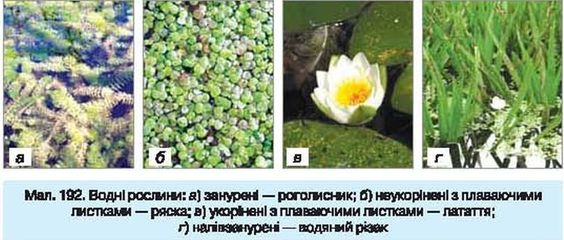 а б в г
Мал. 192. Водні рослини: а) занурені — роголисник; б) неукорінені з плаваючими
листками — ряска; в) укорінені з плаваючими листками — латаття;
г) напівзанурені — водяний різак